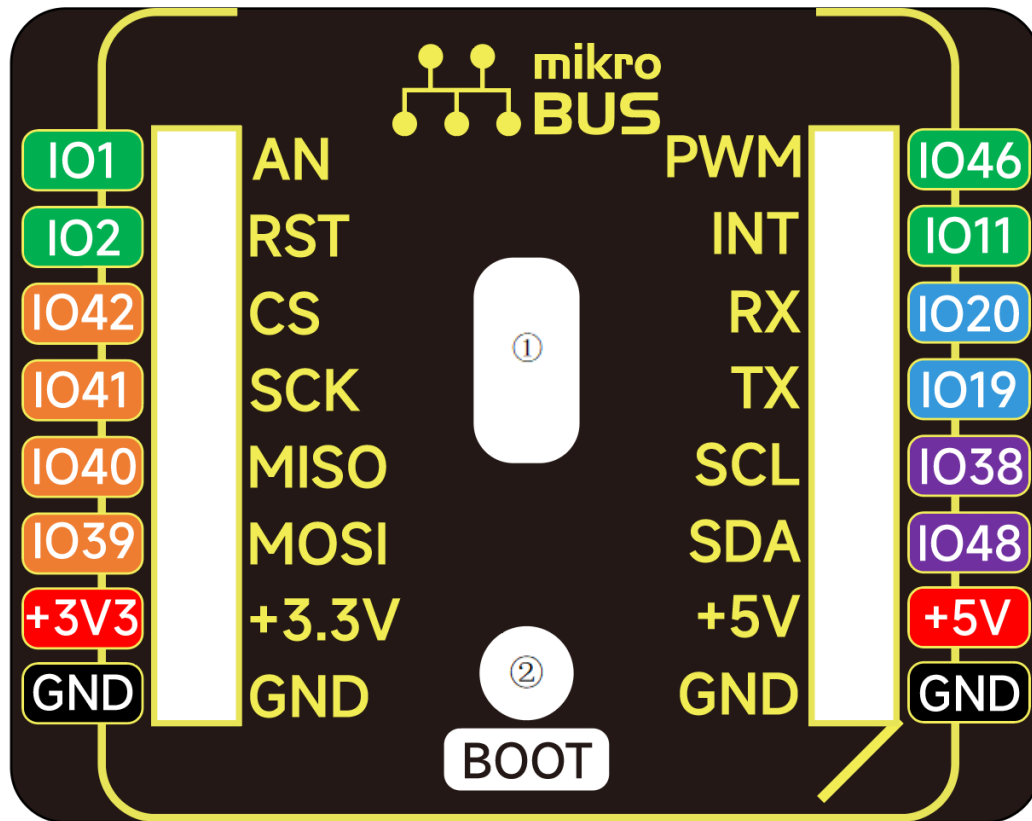 mikro
BUS
IO1 AN PWM IO46
IO2 RST INT IO11
IO42 CS RX IO20
①
IO41 SCK TX IO19
IO40 MISO SCL IO38
IO39 MOSI SDA IO48
+3V3 +3.3V +5V +5V
②
GND GND GND GND
BOOT